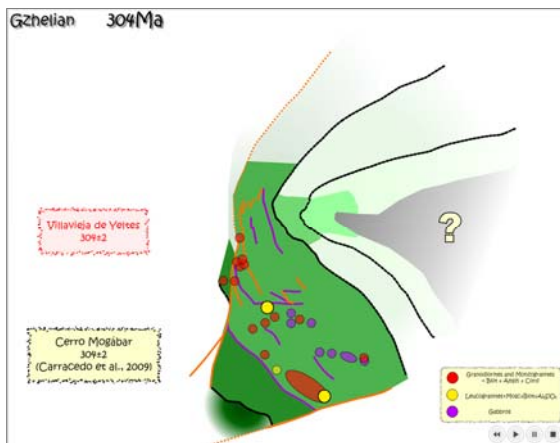 Gzhelian 304Ma
Villavieja de Yeltes
304±2
?
Cerro Mogábar
304±2
(Carracedo et al., 2009)
Granodiorites and Monzogranites
Gabbros